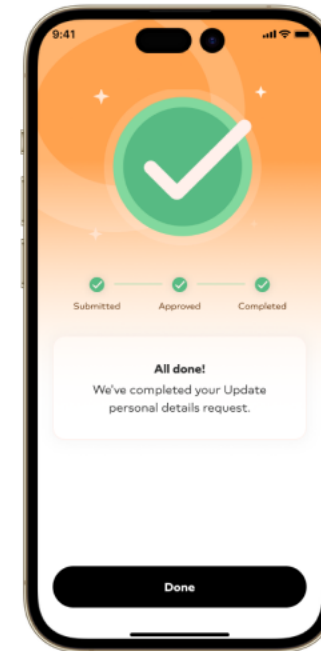 9:41
Submitted Approved Completed
All done!
We've completed your Update
personal details request.
Done